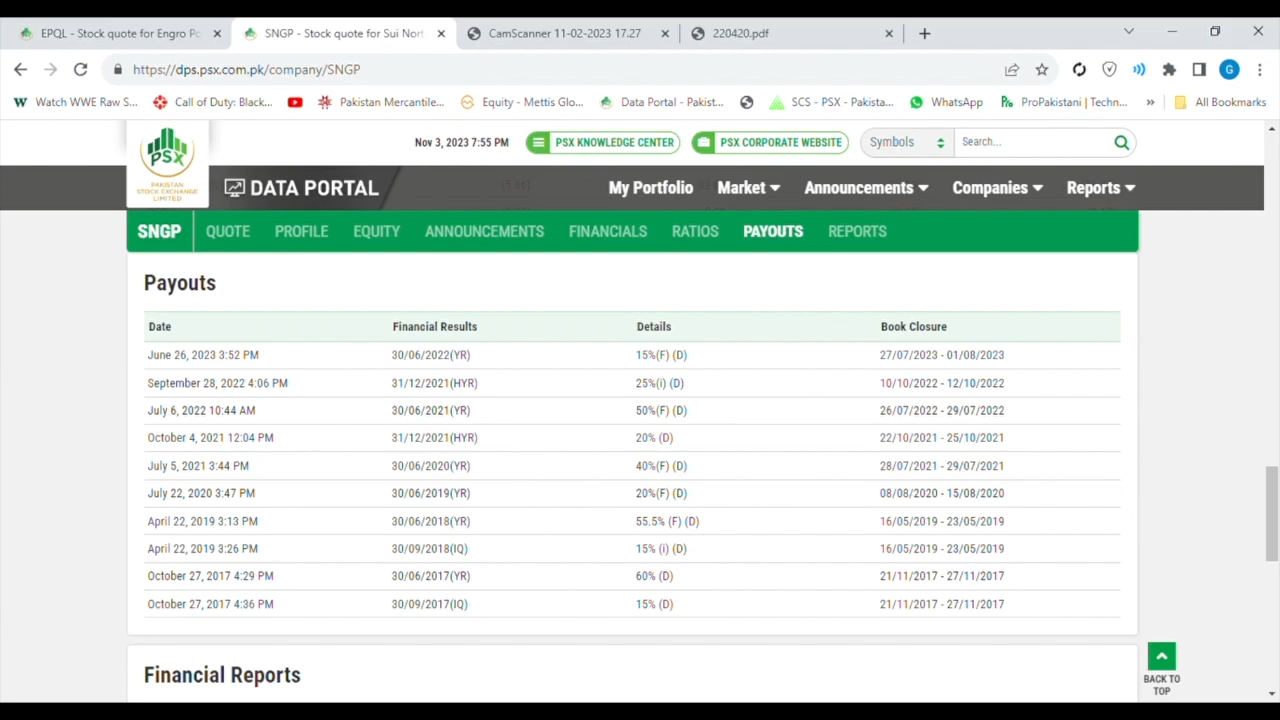 EPQL - Stock quote for Engro Po
SNGP - Stock quote for Sui Nort
CamScanner 11-02-2023 17.27
220420.pdf
https://dps.psx.com.pk/company/SNGP
G
W Watch WWE Raw S...
Call of Duty: Black...
Pakistan Mercantile...
Equity - Mettis Glo...
Data Portal - Pakist...
SCS - PSX - Pakista...
WhatsApp
ProPakistani | Techn...
»
All Bookmarks
PSX
PAKISTAN
STOCK EXCHANGE
LIMITED
Nov 3, 2023 7:55 PM
PSX KNOWLEDGE CENTER
PSX CORPORATE WEBSITE
Symbols
Search...
DATA PORTAL
My Portfolio Market Announcements Companies Reports
SNGP QUOTE PROFILE EQUITY ANNOUNCEMENTS FINANCIALS RATIOS PAYOUTS REPORTS
Payouts
Date Financial Results Details Book Closure
June 26, 2023 3:52 PM 30/06/2022(YR) 15%(F) (D) 27/07/2023 - 01/08/2023
September 28, 2022 4:06 PM 31/12/2021(HYR) 25%(i) (D) 10/10/2022 - 12/10/2022
July 6, 2022 10:44 AM 30/06/2021(YR) 50%(F) (D) 26/07/2022 - 29/07/2022
October 4, 2021 12:04 PM 31/12/2021(HYR) 20% (D) 22/10/2021 - 25/10/2021
July 5, 2021 3:44 PM 30/06/2020(YR) 40%(F) (D) 28/07/2021 - 29/07/2021
July 22, 2020 3:47 PM 30/06/2019(YR) 20%(F) (D) 08/08/2020 - 15/08/2020
April 22, 2019 3:13 PM 30/06/2018(YR) 55.5% (F) (D) 16/05/2019 - 23/05/2019
April 22, 2019 3:26 PM 30/09/2018(IQ) 15% (i) (D) 16/05/2019 - 23/05/2019
October 27, 2017 4:29 PM 30/06/2017(YR) 60% (D) 21/11/2017 - 27/11/2017
October 27, 2017 4:36 PM 30/09/2017(IQ) 15% (D) 21/11/2017 - 27/11/2017
Financial Reports
BACK TO
TOP